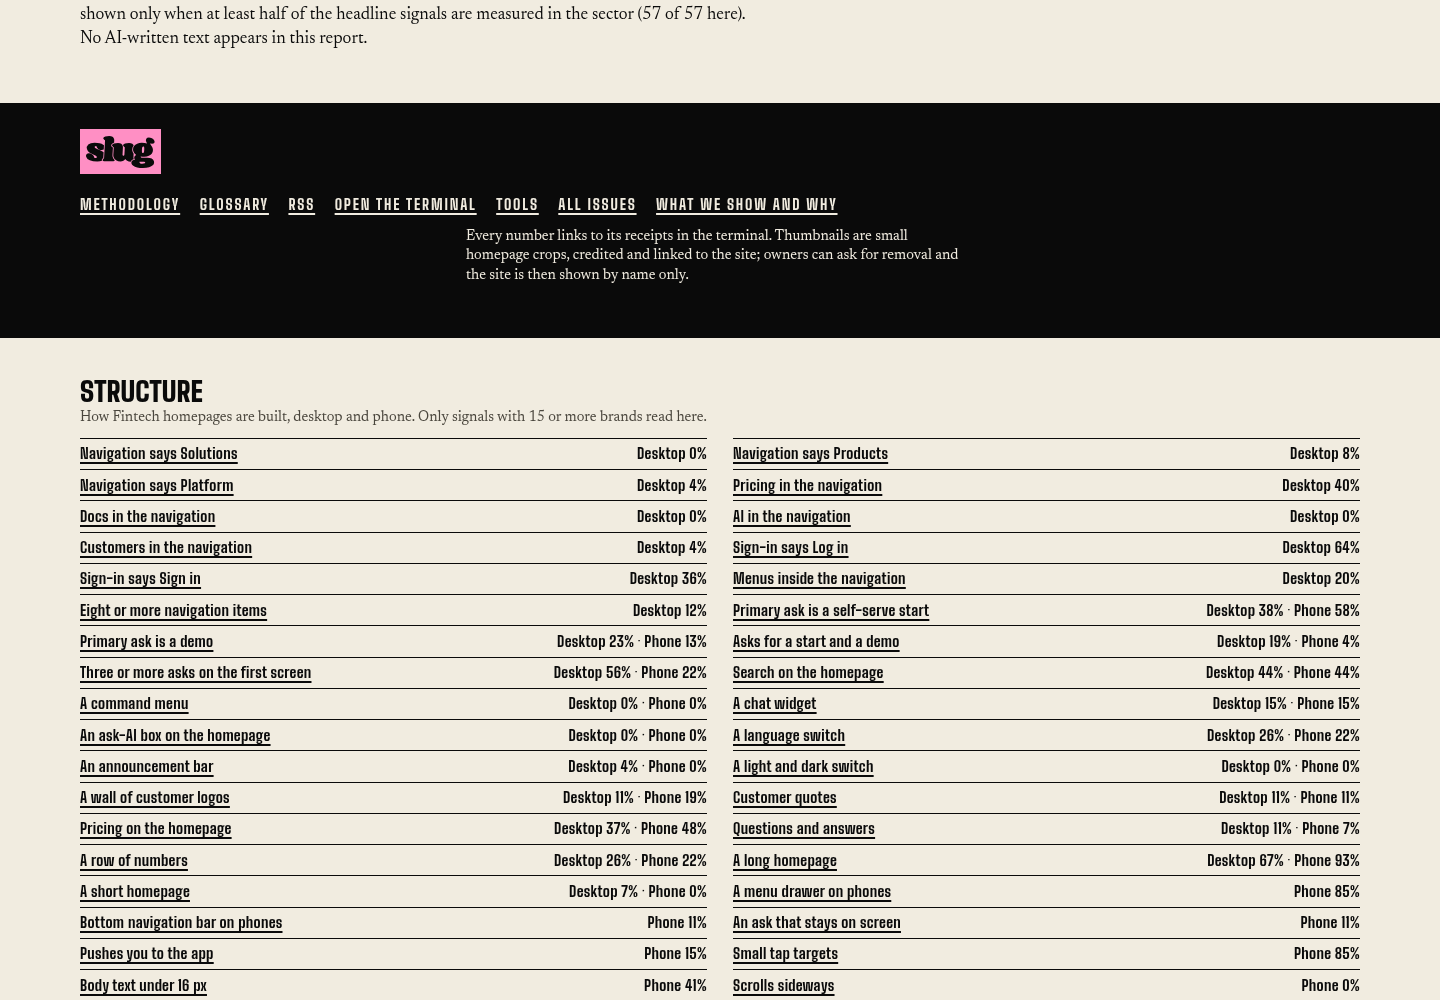 shown only when at least half of the headline signals are measured in the sector (57 of 57 here).
No AI-written text appears in this report.
slug
METHODOLOGY GLOSSARY RSS OPEN THE TERMINAL TOOLS ALL ISSUES WHAT WE SHOW AND WHY
Every number links to its receipts in the terminal. Thumbnails are small
homepage crops, credited and linked to the site; owners can ask for removal and
the site is then shown by name only.
STRUCTURE
How Fintech homepages are built, desktop and phone. Only signals with 15 or more brands read here.
Navigation says Solutions Desktop 0%
Navigation says Products Desktop 8%
Navigation says Platform Desktop 4%
Pricing in the navigation Desktop 40%
Docs in the navigation Desktop 0%
AI in the navigation Desktop 0%
Customers in the navigation Desktop 4%
Sign-in says Log in Desktop 64%
Sign-in says Sign in Desktop 36%
Menus inside the navigation Desktop 20%
Eight or more navigation items Desktop 12%
Primary ask is a self-serve start Desktop 38% · Phone 58%
Primary ask is a demo Desktop 23% · Phone 13%
Asks for a start and a demo Desktop 19% · Phone 4%
Three or more asks on the first screen Desktop 56% · Phone 22%
Search on the homepage Desktop 44% · Phone 44%
A command menu Desktop 0% · Phone 0%
A chat widget Desktop 15% · Phone 15%
An ask-AI box on the homepage Desktop 0% · Phone 0%
A language switch Desktop 26% · Phone 22%
An announcement bar Desktop 4% · Phone 0%
A light and dark switch Desktop 0% · Phone 0%
A wall of customer logos Desktop 11% · Phone 19%
Customer quotes Desktop 11% · Phone 11%
Pricing on the homepage Desktop 37% · Phone 48%
Questions and answers Desktop 11% · Phone 7%
A row of numbers Desktop 26% · Phone 22%
A long homepage Desktop 67% · Phone 93%
A short homepage Desktop 7% · Phone 0%
A menu drawer on phones Phone 85%
Bottom navigation bar on phones Phone 11%
An ask that stays on screen Phone 11%
Pushes you to the app Phone 15%
Small tap targets Phone 85%
Body text under 16 px Phone 41%
Scrolls sideways Phone 0%